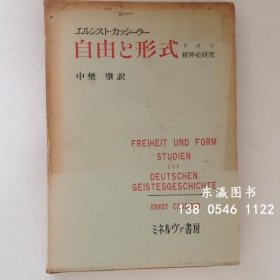 エルンスト・カッシーラー
自由と形式
ドイツ
精神史研究
中埜 肇訳
FREIHEIT UND FORM
STUDIEN
ZUR
DEUTSCHEN
GEISTESGESCHICHTE
ERNST CASSIRER
ミネルヴァ書房
东瀛图书
138 0546 1122